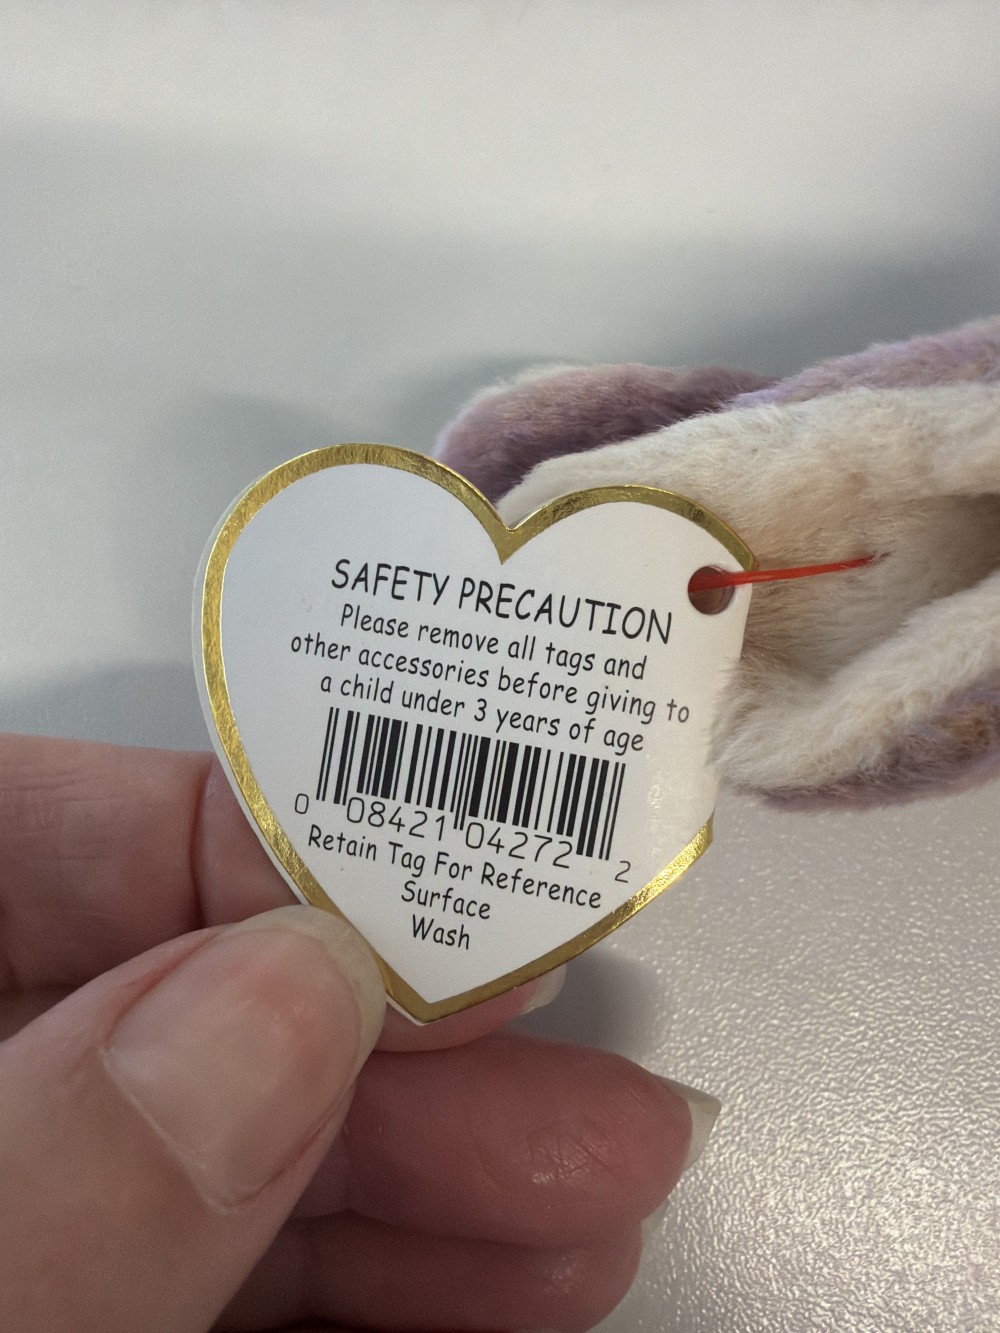 SAFETY PRECAUTION
Please remove all tags and
other accessories before giving to
a child under 3 years of age
0 08421 04272 2
Retain Tag For Reference
Surface
Wash